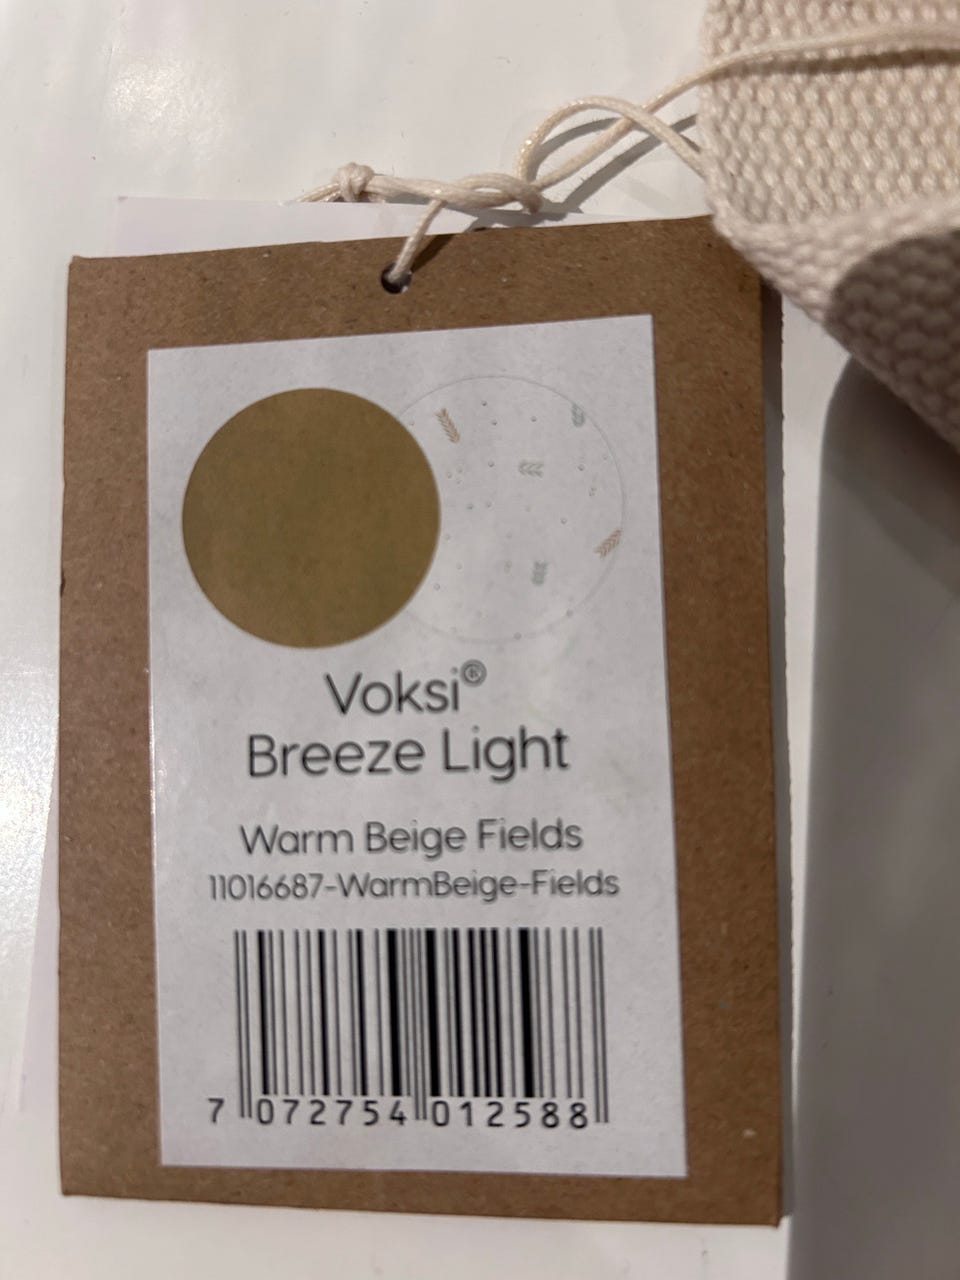 Voksi®
Breeze Light
Warm Beige Fields
11016687-WarmBeige-Fields
7 072754 012588